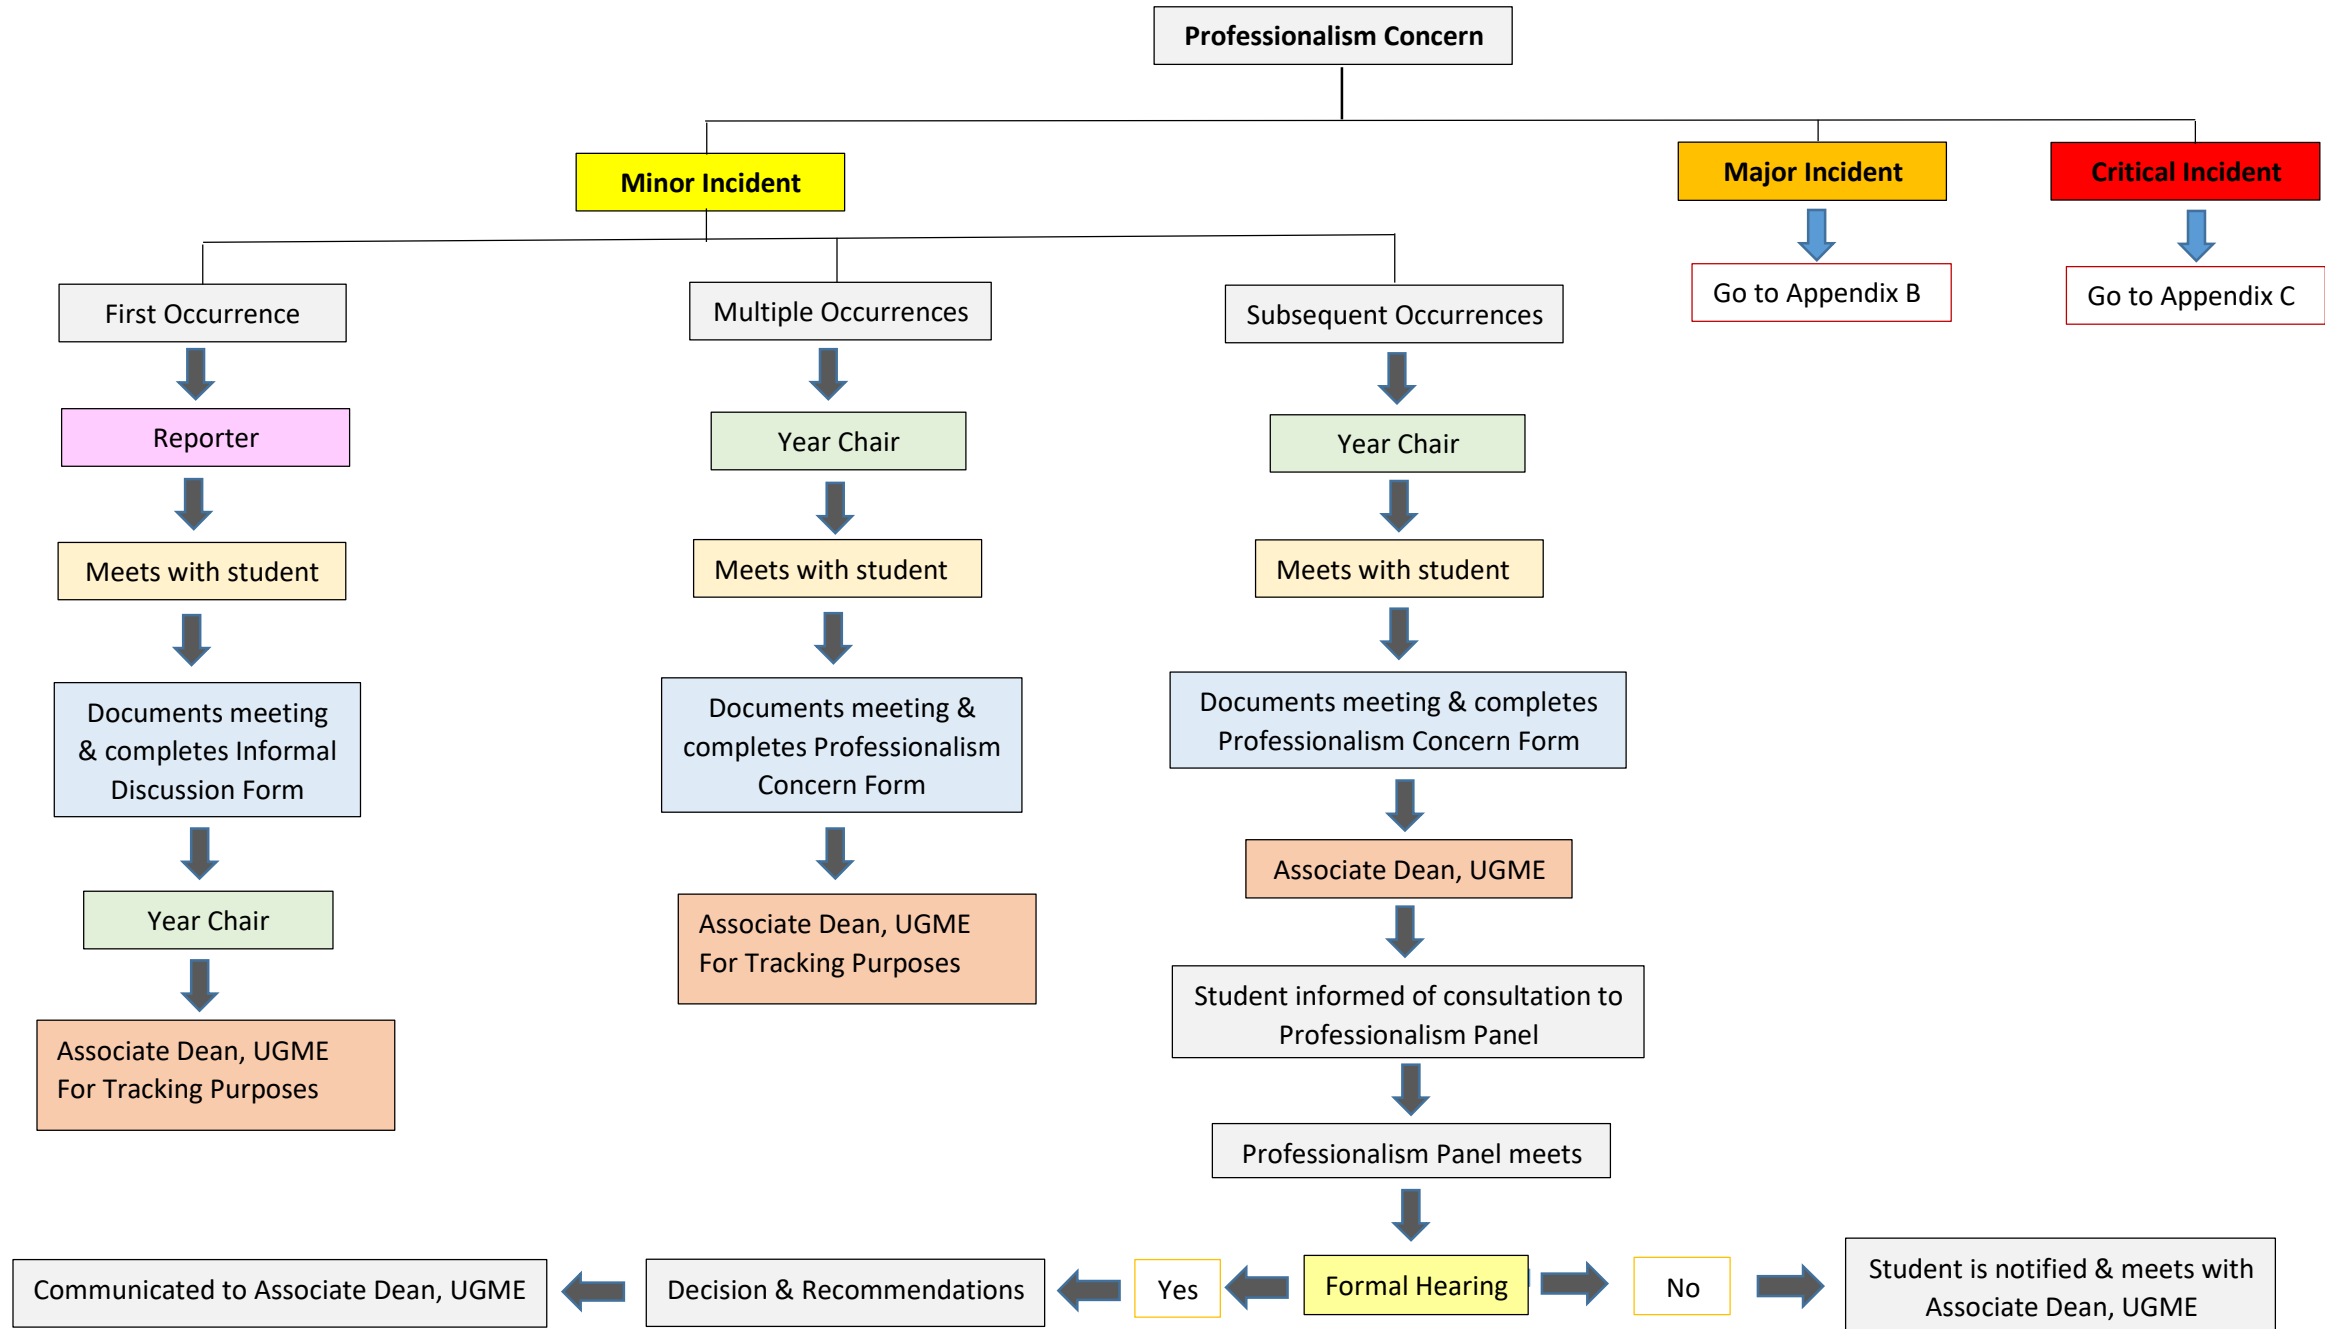 Professionalism Concern
Minor Incident
Major Incident
Critical Incident
Go to Appendix B
Go to Appendix C
First Occurrence
Reporter
Meets with student
Documents meeting
& completes Informal
Discussion Form
Year Chair
Associate Dean, UGME
For Tracking Purposes
Multiple Occurrences
Year Chair
Meets with student
Documents meeting &
completes Professionalism
Concern Form
Associate Dean, UGME
For Tracking Purposes
Subsequent Occurrences
Year Chair
Meets with student
Documents meeting & completes
Professionalism Concern Form
Associate Dean, UGME
Student informed of consultation to
Professionalism Panel
Professionalism Panel meets
Formal Hearing
Yes
Decision & Recommendations
Communicated to Associate Dean, UGME
No
Student is notified & meets with
Associate Dean, UGME